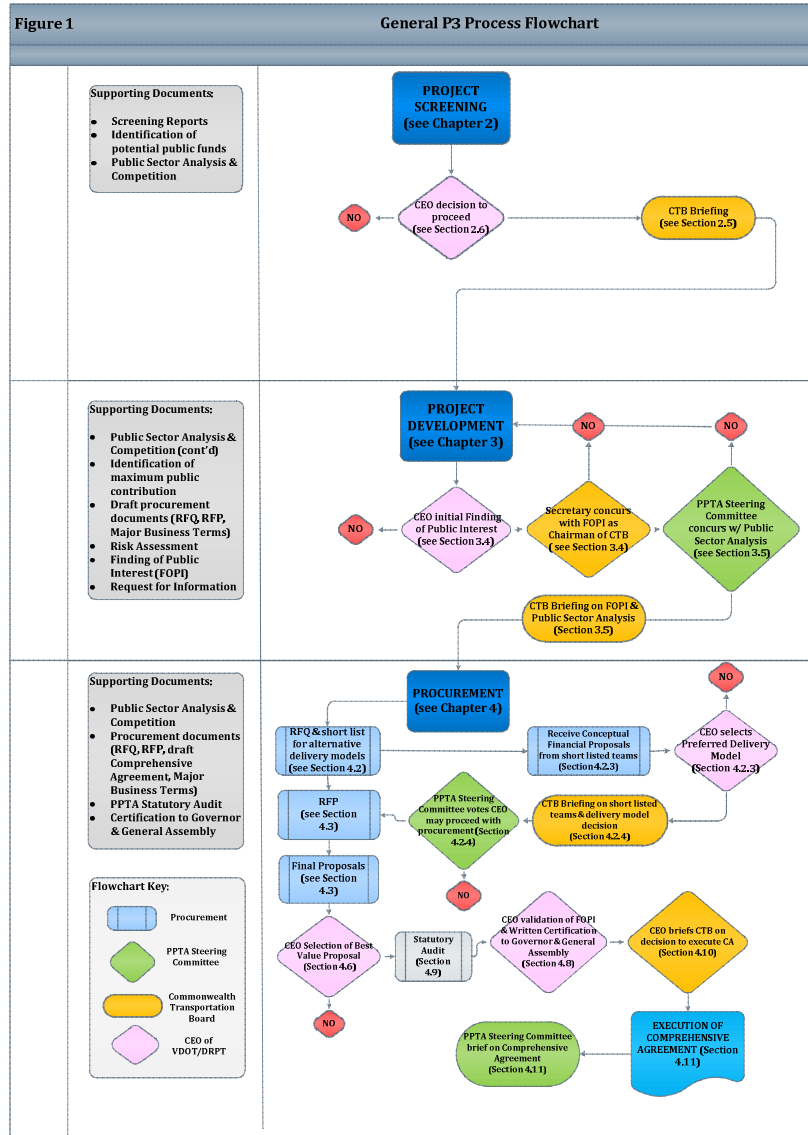 Figure 1
General P3 Process Flowchart
Supporting Documents:
● Screening Reports
● Identification of
potential public funds
● Public Sector Analysis &
Competition
PROJECT
SCREENING
(see Chapter 2)
NO
CEO decision to
proceed
(see Section 2.6)
CTB Briefing
(see Section 2.5)
Supporting Documents:
● Public Sector Analysis &
Competition (cont'd)
● Identification of
maximum public
contribution
● Draft procurement
documents (RFQ, RFP,
Major Business Terms)
● Risk Assessment
● Finding of Public
Interest (FOPI)
● Request for Information
PROJECT
DEVELOPMENT
(see Chapter 3)
NO
NO
NO
CEO initial Finding
of Public Interest
(see Section 3.4)
Secretary concurs
with FOPI as
Chairman of CTB
(see Section 3.4)
PPTA Steering
Committee
concurs w/ Public
Sector Analysis
(see Section 3.5)
CTB Briefing on FOPI &
Public Sector Analysis
(Section 3.5)
Supporting Documents:
● Public Sector Analysis &
Competition
● Procurement documents
(RFQ, RFP, draft
Comprehensive
Agreement, Major
Business Terms)
● PPTA Statutory Audit
● Certification to Governor
& General Assembly
PROCUREMENT
(see Chapter 4)
NO
RFQ & short list
for alternative
delivery models
(see Section 4.2)
Receive Conceptual
Financial Proposals
from short listed teams
(Section 4.2.3)
CEO selects
Preferred Delivery
Model
(Section 4.2.3)
RFP
(see Section
4.3)
PPTA Steering
Committee votes CEO
may proceed with
procurement (Section
4.2.4)
CTB Briefing on short listed
teams & delivery model
decision
(Section 4.2.4)
Final Proposals
(see Section
4.3)
NO
CEO Selection of Best
Value Proposal
(Section 4.6)
Statutory
Audit
(Section
4.9)
CEO validation of FOPI
& Written Certification
to Governor & General
Assembly
(Section 4.8)
CEO briefs CTB on
decision to execute CA
(Section 4.10)
NO
PPTA Steering Committee
brief on Comprehensive
Agreement
(Section 4.11)
EXECUTION OF
COMPREHENSIVE
AGREEMENT (Section
4.11)
Flowchart Key:
Procurement
PPTA Steering
Committee
Commonwealth
Transportation
Board
CEO of
VDOT/DRPT